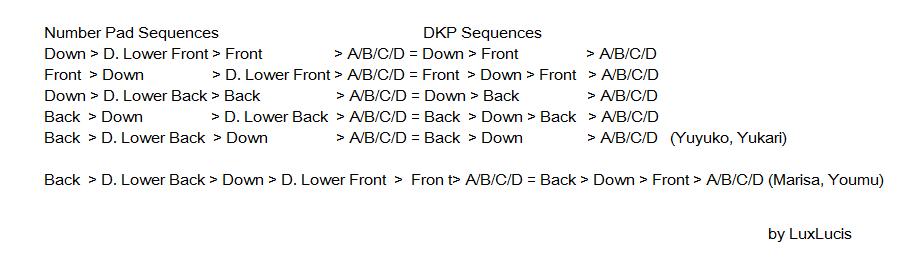 Number Pad Sequences DKP Sequences
Down > D. Lower Front > Front > A/B/C/D = Down > Front > A/B/C/D
Front > Down > D. Lower Front > A/B/C/D = Front > Down > Front > A/B/C/D
Down > D. Lower Back > Back > A/B/C/D = Down > Back > A/B/C/D
Back > Down > D. Lower Back > A/B/C/D = Back > Down > Back > A/B/C/D
Back > D. Lower Back > Down > A/B/C/D = Back > Down > A/B/C/D (Yuyuko, Yukari)
Back > D. Lower Back > Down > D. Lower Front > Fron t> A/B/C/D = Back > Down > Front > A/B/C/D (Marisa, Youmu)
by LuxLucis